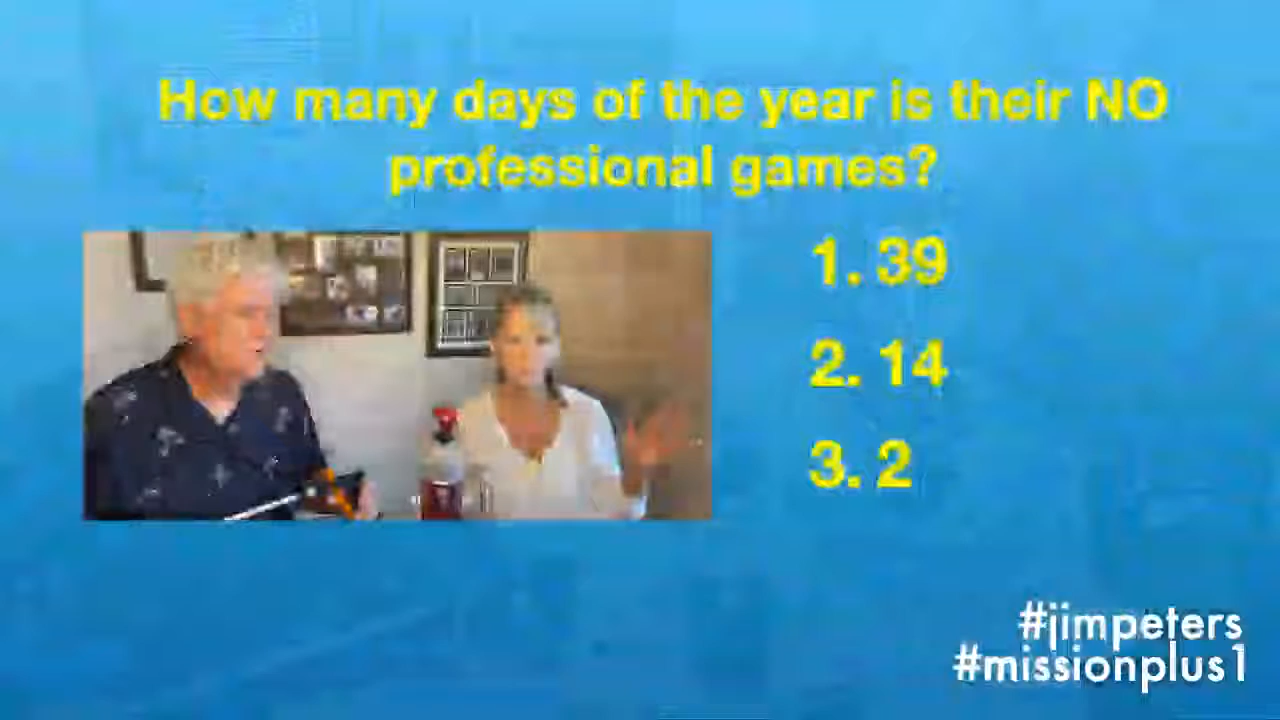 How many days of the year is their NO
professional games?
1. 39
2. 14
3. 2
#jimpeters
#missionplus1